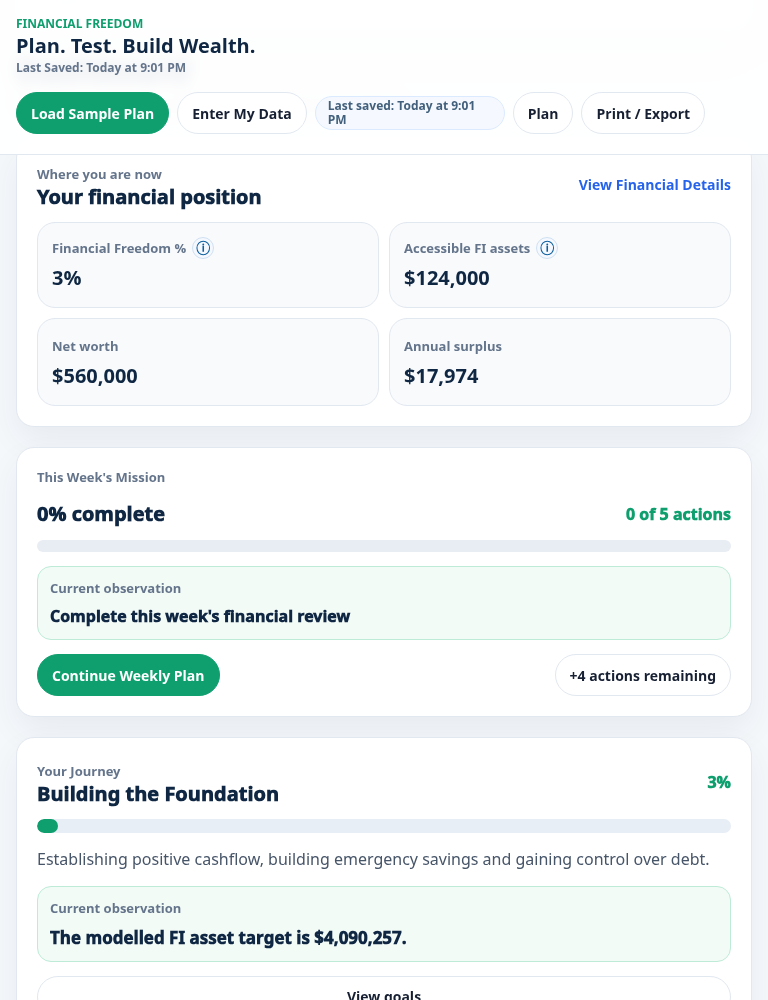 FINANCIAL FREEDOM
Plan. Test. Build Wealth.
Last Saved: Today at 9:01 PM
Load Sample Plan
Enter My Data
Last saved: Today at 9:01
PM
Plan
Print / Export
Where you are now
Your financial position
View Financial Details
Financial Freedom % ⓘ
3%
Accessible FI assets ⓘ
$124,000
Net worth
$560,000
Annual surplus
$17,974
This Week's Mission
0% complete
0 of 5 actions
Current observation
Complete this week's financial review
Continue Weekly Plan
+4 actions remaining
Your Journey
Building the Foundation
3%
Establishing positive cashflow, building emergency savings and gaining control over debt.
Current observation
The modelled FI asset target is $4,090,257.
View goals